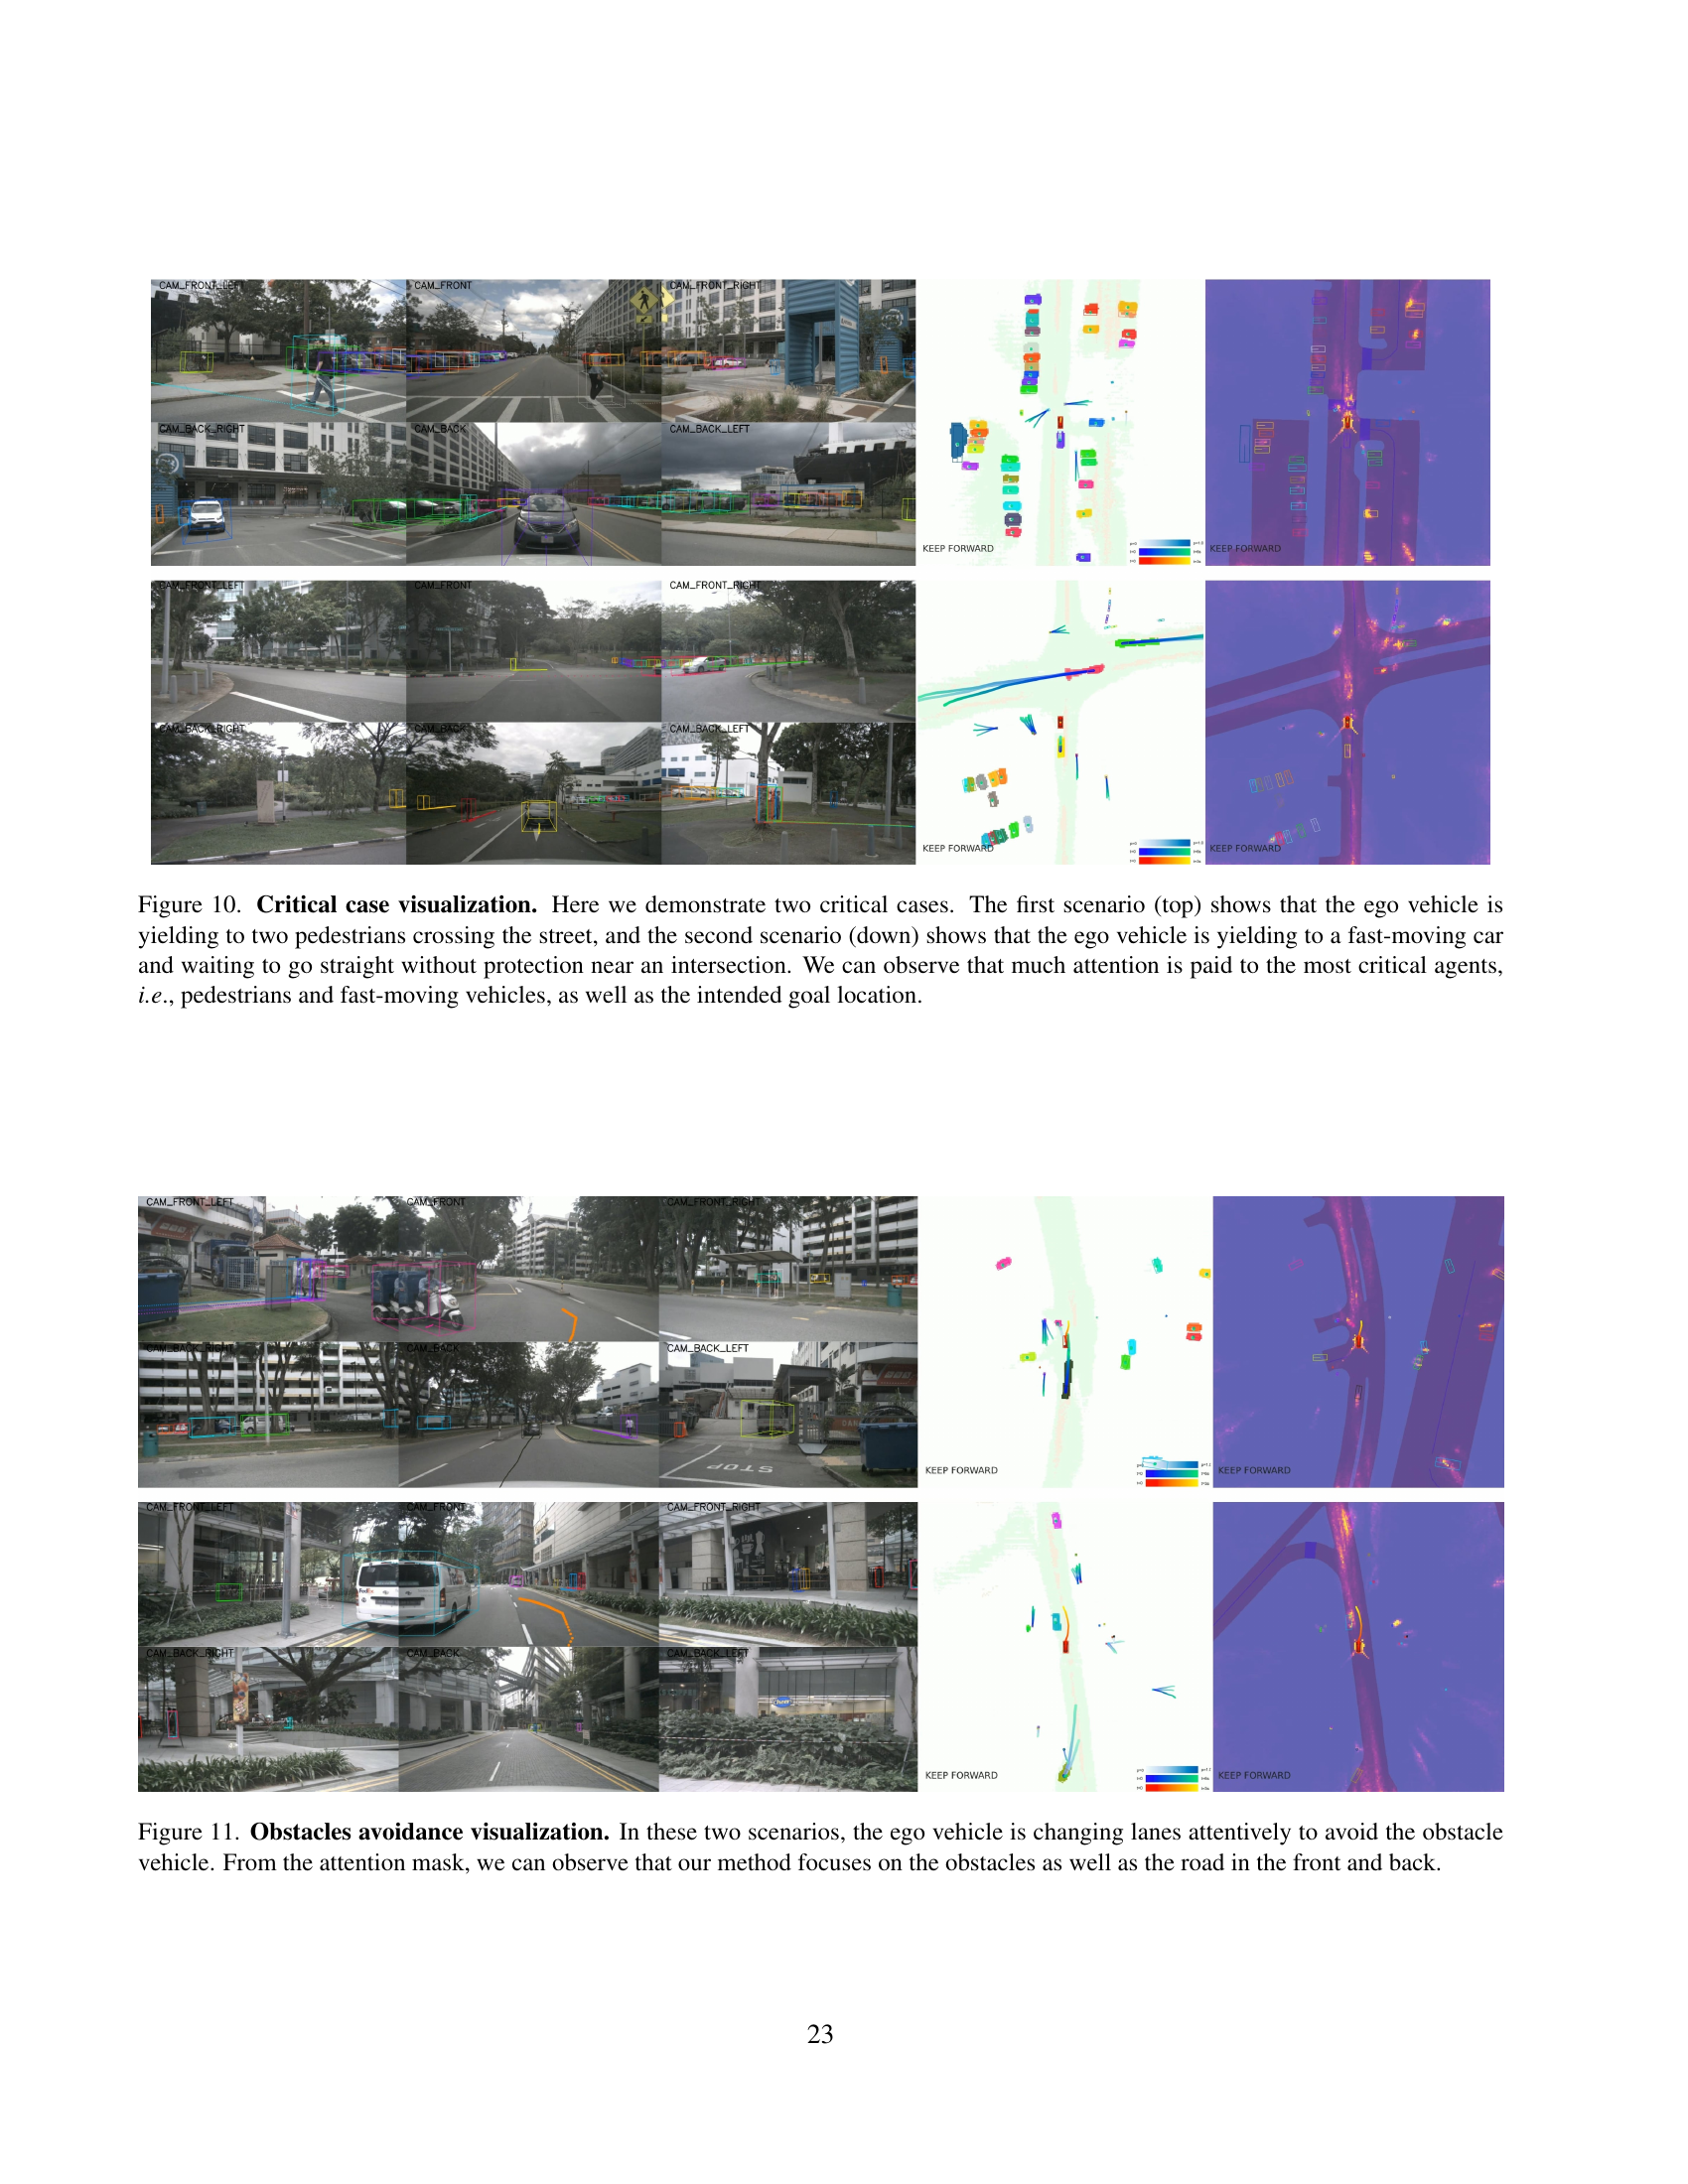 CAM_FRONT_LEFT
CAM_FRONT
CAM_FRONT_RIGHT
CAM_BACK_RIGHT
CAM_BACK
CAM_BACK_LEFT
KEEP FORWARD
KEEP FORWARD
CAM_FRONT_LEFT
CAM_FRONT
CAM_FRONT_RIGHT
CAM_BACK_RIGHT
CAM_BACK
CAM_BACK_LEFT
KEEP FORWARD
KEEP FORWARD
Figure 10. Critical case visualization. Here we demonstrate two critical cases. The first scenario (top) shows that the ego vehicle is
yielding to two pedestrians crossing the street, and the second scenario (down) shows that the ego vehicle is yielding to a fast-moving car
and waiting to go straight without protection near an intersection. We can observe that much attention is paid to the most critical agents,
i.e., pedestrians and fast-moving vehicles, as well as the intended goal location.
CAM_FRONT_LEFT
CAM_FRONT
CAM_FRONT_RIGHT
CAM_BACK_RIGHT
CAM_BACK
CAM_BACK_LEFT
STOP
KEEP FORWARD
KEEP FORWARD
CAM_FRONT_LEFT
CAM_FRONT
CAM_FRONT_RIGHT
CAM_BACK_RIGHT
CAM_BACK
CAM_BACK_LEFT
KEEP FORWARD
KEEP FORWARD
Figure 11. Obstacles avoidance visualization. In these two scenarios, the ego vehicle is changing lanes attentively to avoid the obstacle
vehicle. From the attention mask, we can observe that our method focuses on the obstacles as well as the road in the front and back.
23